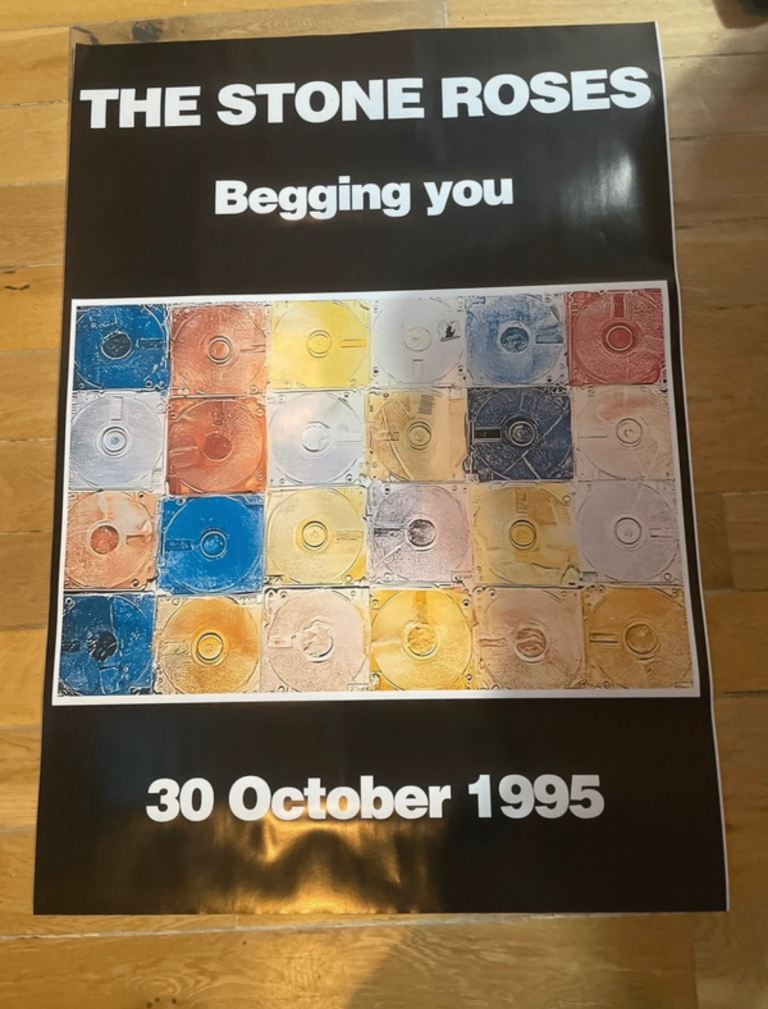 THE STONE ROSES
Begging you
30 October 1995